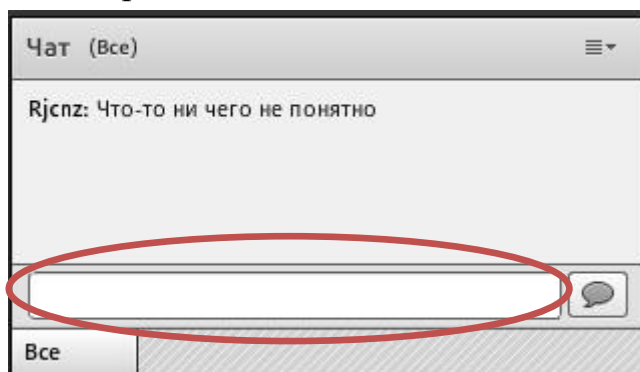 Чат (Все)
Rjcnz: Что-то ни чего не понятно
Все